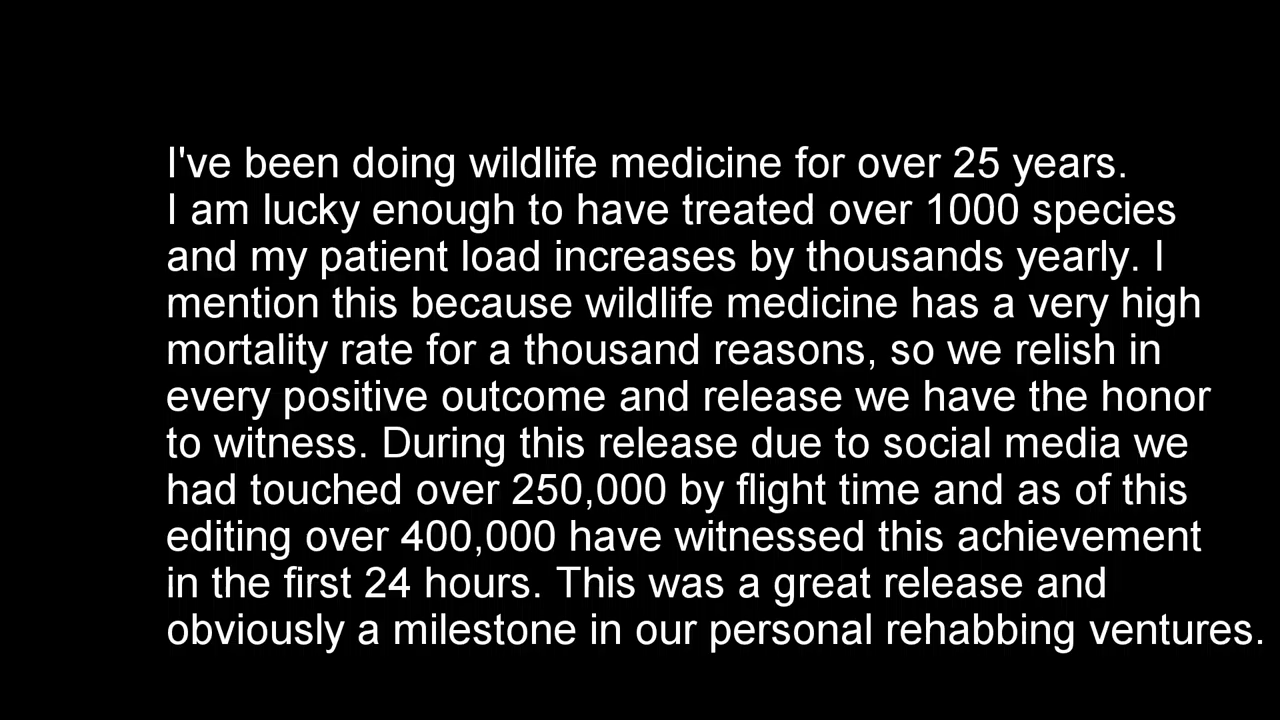 I've been doing wildlife medicine for over 25 years.
I am lucky enough to have treated over 1000 species
and my patient load increases by thousands yearly. I
mention this because wildlife medicine has a very high
mortality rate for a thousand reasons, so we relish in
every positive outcome and release we have the honor
to witness. During this release due to social media we
had touched over 250,000 by flight time and as of this
editing over 400,000 have witnessed this achievement
in the first 24 hours. This was a great release and
obviously a milestone in our personal rehabbing ventures.